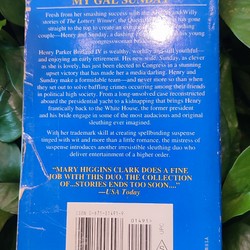 MY GAL SUNDAY
Fresh from her smashing success with the Alvirah and Willy
stories of The Lottery Winner, the Queen of Suspense has gone
straight to the top to create an
—Henry and Sunday, a dashing
couple.
Henry Parker Britland IV is wealthy, worldly and still youthful—
and enjoying an early retirement. His new wife, Sunday, as clever
as she is lovely, has just been elected to Congress in a stunning
upset victory that has made her a media darling. Henry and
Sunday make a formidable team—and never more so than when
they set out to solve baffling crimes occurring among their friends
in political high society. From a long-unsolved case
aboard the presidential yacht to a kidnapping that brings Henry
frantically back to the White House, the former president
and his bride engage in some of the most audacious and original
sleuthing ever imagined.
With her trademark skill at creating spellbinding suspense
tinged with wit and more than a little romance, the mistress of
suspense introduces another irresistible sleuthing duo who will
deliver entertainment of a higher order.
"MARY HIGGINS CLARK DOES A FINE
JOB WITH THIS DUO. THE COLLECTION
OF...STORIES ENDS TOO SOON...."
—USA Today